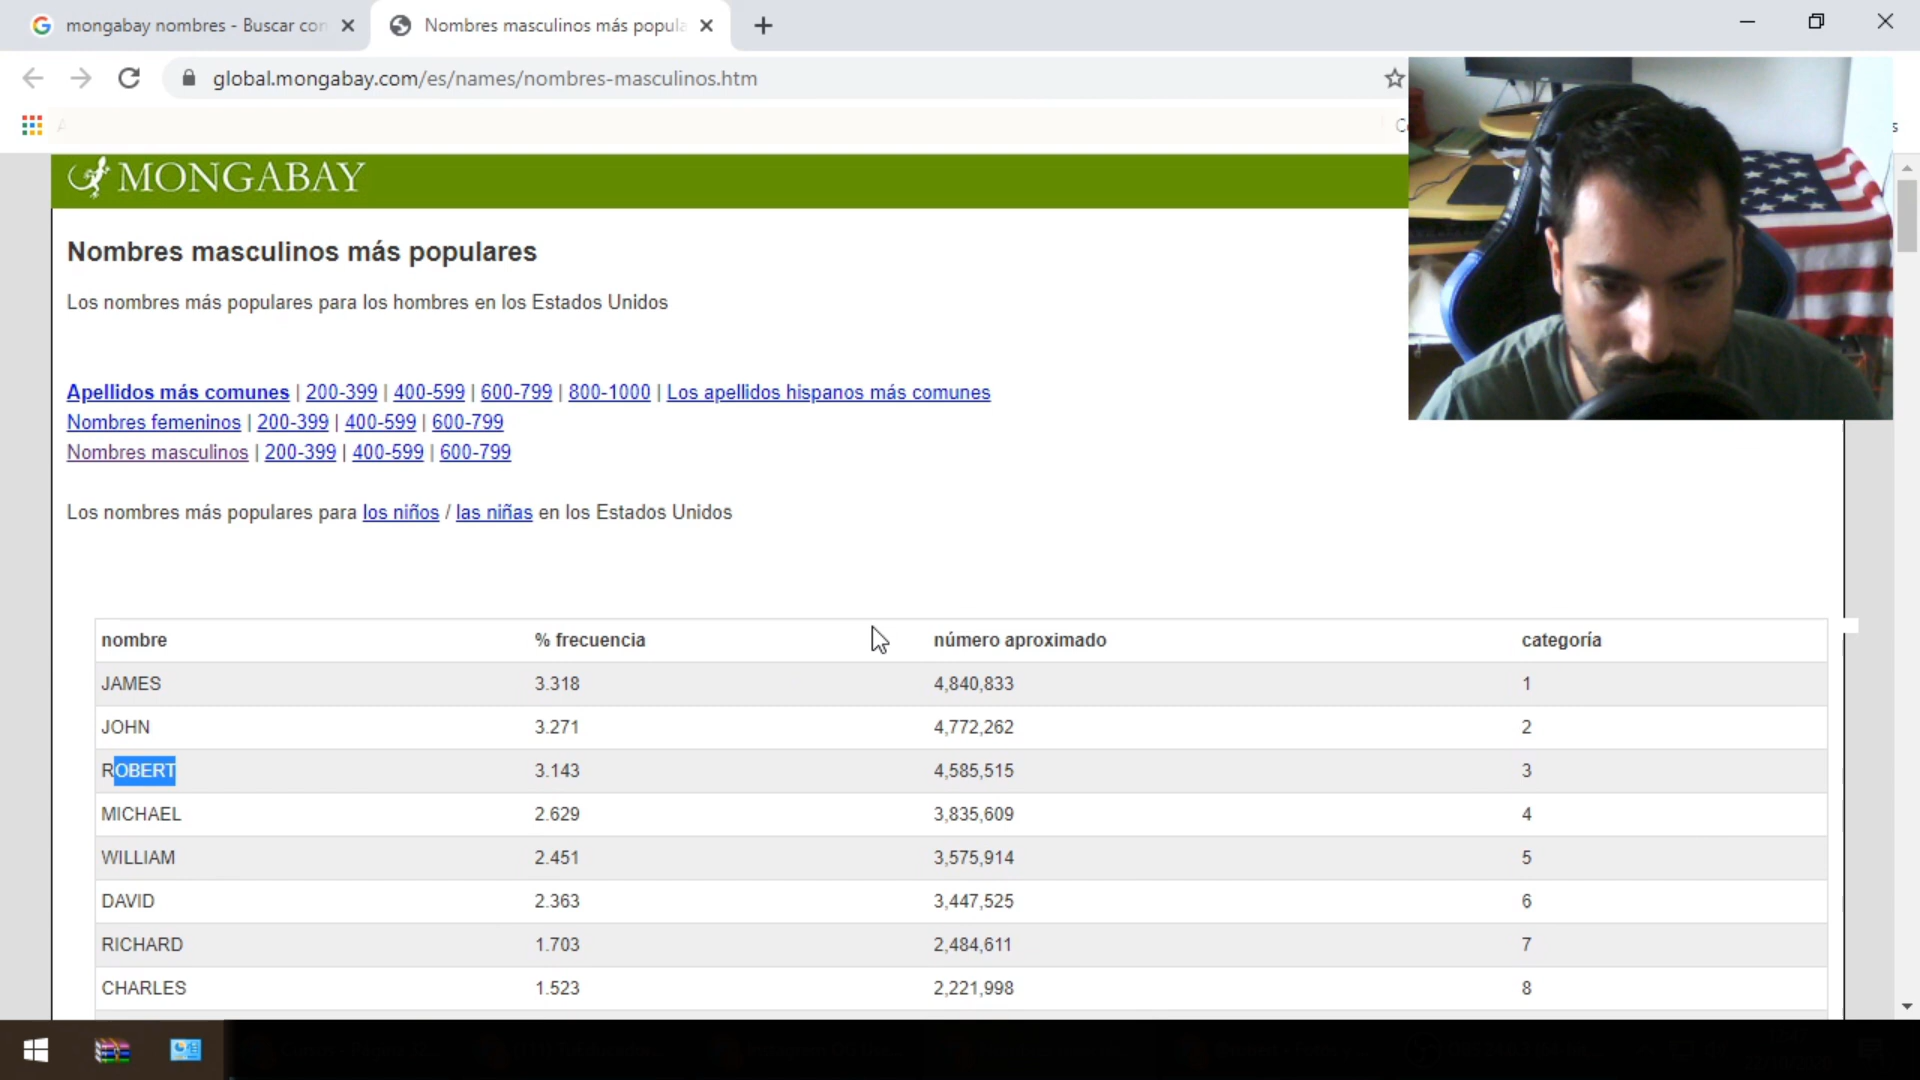 mongabay nombres - Buscar con
Nombres masculinos más popula
global.mongabay.com/es/names/nombres-masculinos.htm
MONGABAY
Nombres masculinos más populares
Los nombres más populares para los hombres en los Estados Unidos
Apellidos más comunes | 200-399 | 400-599 | 600-799 | 800-1000 | Los apellidos hispanos más comunes
Nombres femeninos | 200-399 | 400-599 | 600-799
Nombres masculinos | 200-399 | 400-599 | 600-799
Los nombres más populares para los niños / las niñas en los Estados Unidos
nombre % frecuencia número aproximado categoría
JAMES 3.318 4,840,833 1
JOHN 3.271 4,772,262 2
ROBERT 3.143 4,585,515 3
MICHAEL 2.629 3,835,609 4
WILLIAM 2.451 3,575,914 5
DAVID 2.363 3,447,525 6
RICHARD 1.703 2,484,611 7
CHARLES 1.523 2,221,998 8